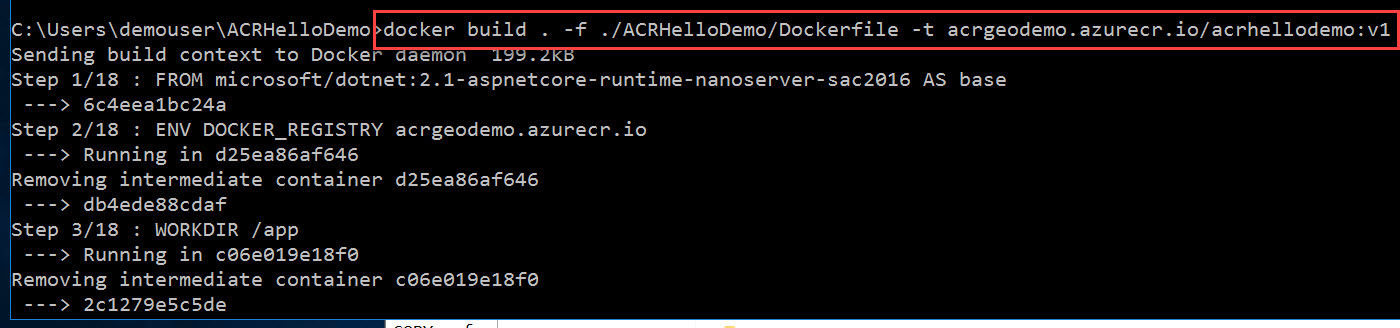 C:\Users\demouser\ACRHelloDemo>docker build . -f ./ACRHelloDemo/Dockerfile -t acrgeodemo.azurecr.io/acrhellodemo:v1
Sending build context to Docker daemon  199.2kB
Step 1/18 : FROM microsoft/dotnet:2.1-aspnetcore-runtime-nanoserver-sac2016 AS base
 ---> 6c4eea1bc24a
Step 2/18 : ENV DOCKER_REGISTRY acrgeodemo.azurecr.io
 ---> Running in d25ea86af646
Removing intermediate container d25ea86af646
 ---> db4ede88cdaf
Step 3/18 : WORKDIR /app
 ---> Running in c06e019e18f0
Removing intermediate container c06e019e18f0
 ---> 2c1279e5c5de